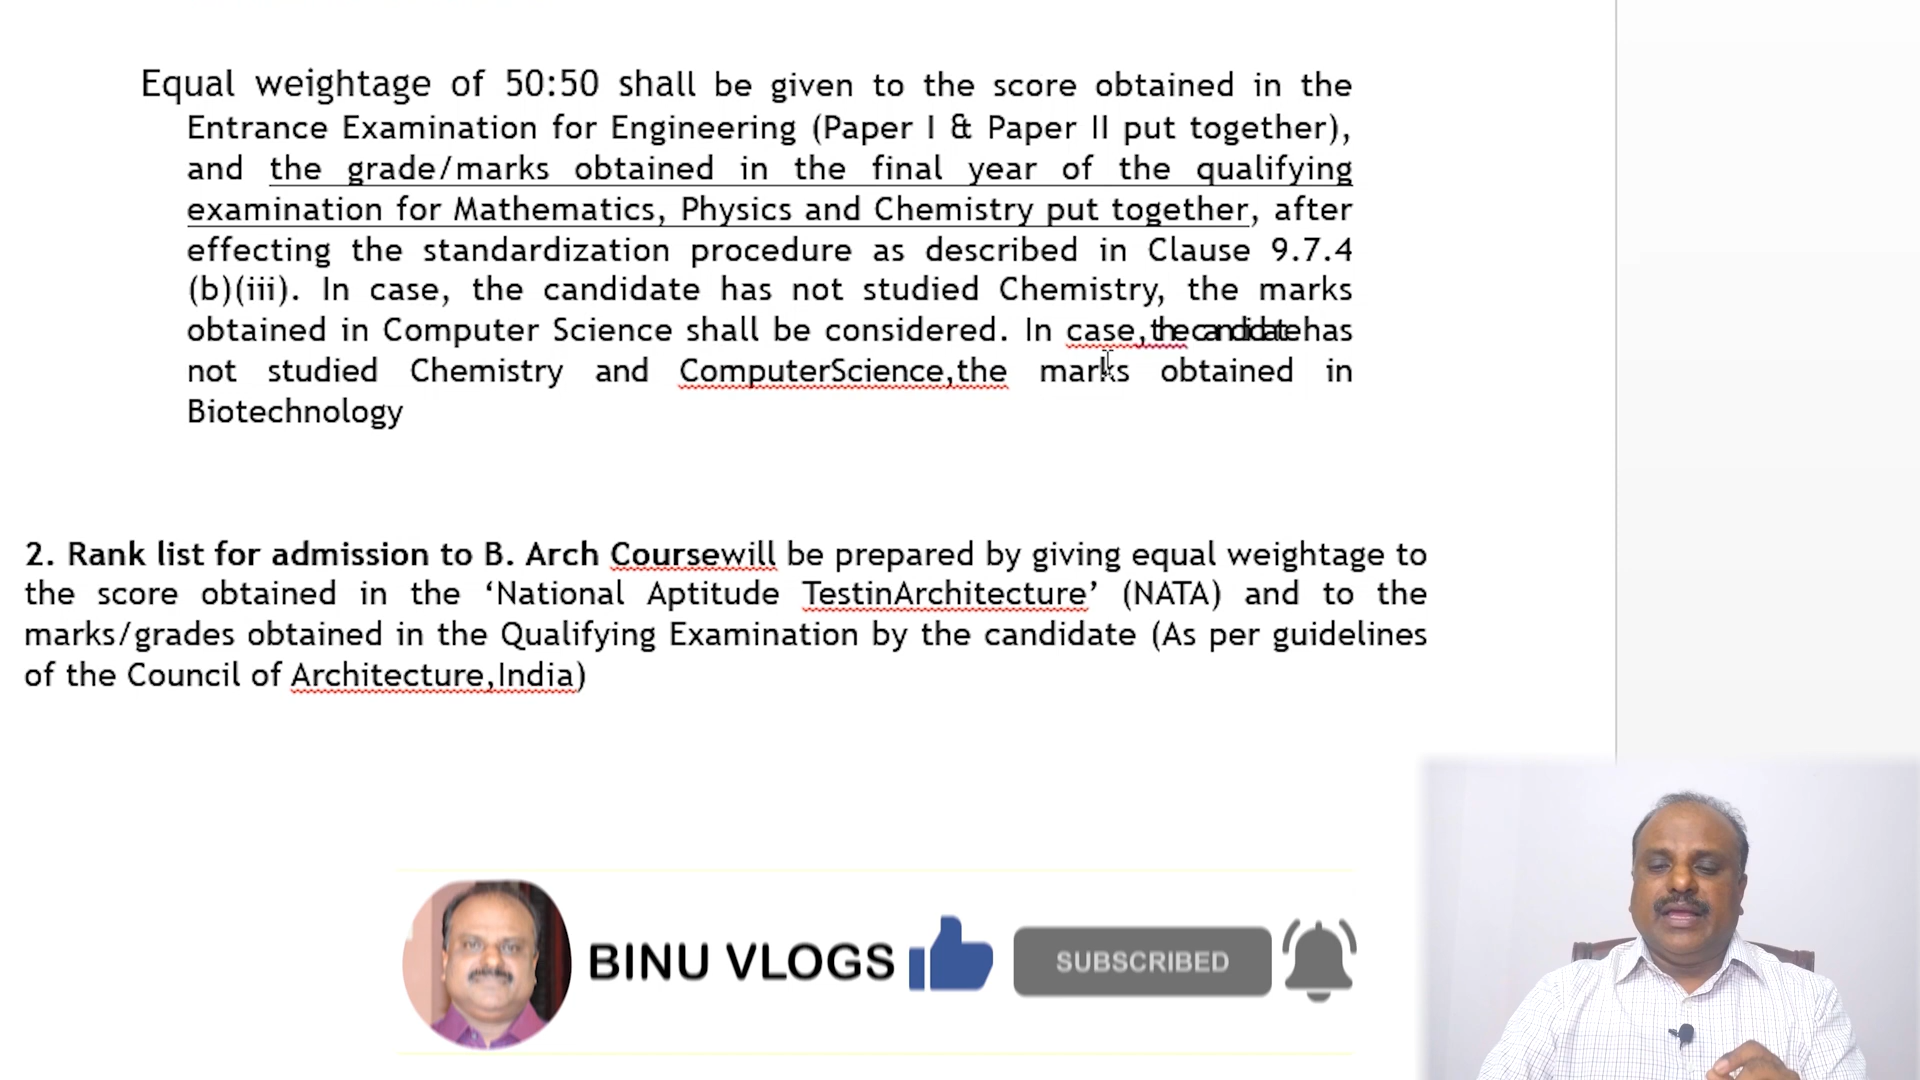 Equal weightage of 50:50 shall be given to the score obtained in the
Entrance Examination for Engineering (Paper I & Paper II put together),
and the grade/marks obtained in the final year of the qualifying
examination for Mathematics, Physics and Chemistry put together, after
effecting the standardization procedure as described in Clause 9.7.4
(b)(iii). In case, the candidate has not studied Chemistry, the marks
obtained in Computer Science shall be considered. In case,thecandidatehas
not studied Chemistry and ComputerScience,the marks obtained in
Biotechnology
2. Rank list for admission to B. Arch Coursewill be prepared by giving equal weightage to
the score obtained in the ‘National Aptitude TestinArchitecture’ (NATA) and to the
marks/grades obtained in the Qualifying Examination by the candidate (As per guidelines
of the Council of Architecture,India)
BINU VLOGS
SUBSCRIBED